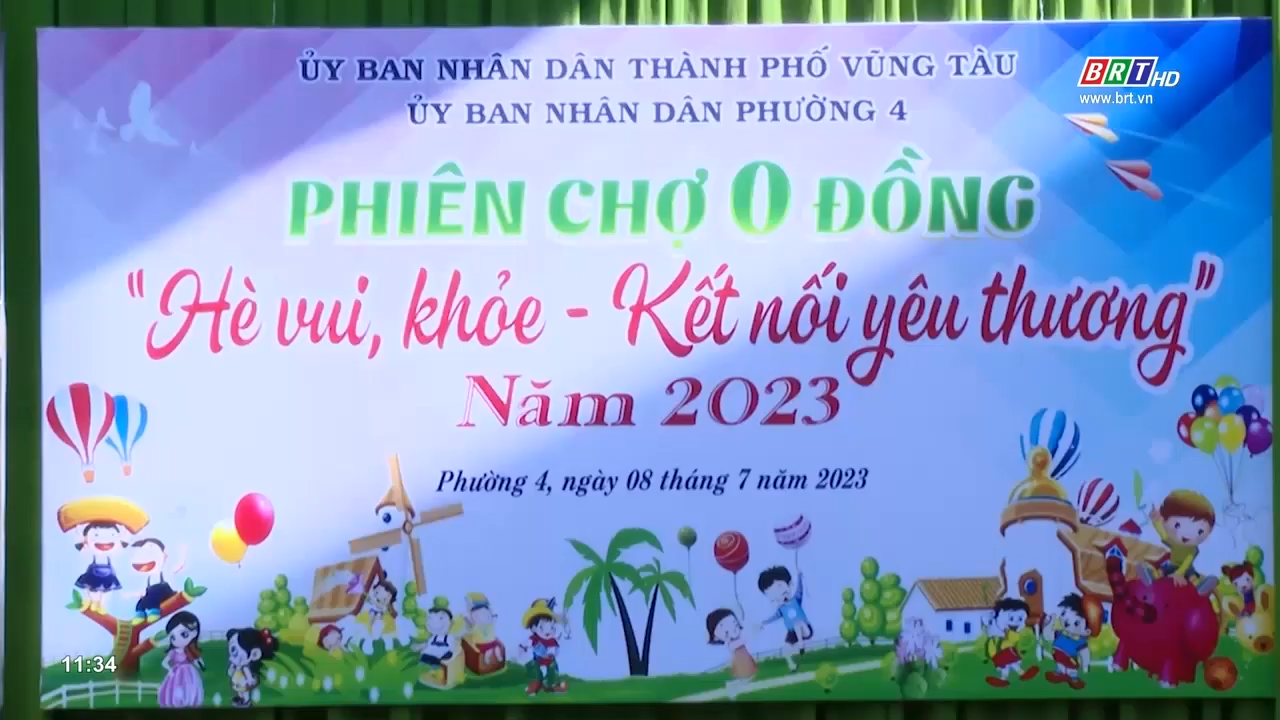 ỦY BAN NHÂN DÂN THÀNH PHỐ VŨNG TÀU
ỦY BAN NHÂN DÂN PHƯỜNG 4
BRT HD
www.brt.vn
PHIÊN CHỢ 0 ĐỒNG
"Hè vui, khỏe - Kết nối yêu thương"
Năm 2023
Phường 4, ngày 08 tháng 7 năm 2023
11:34